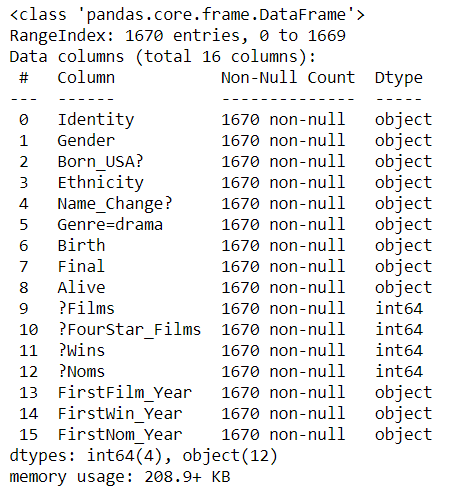 <class 'pandas.core.frame.DataFrame'>
RangeIndex: 1670 entries, 0 to 1669
Data columns (total 16 columns):
 #   Column          Non-Null Count  Dtype
---  ------          --------------  -----
 0   Identity        1670 non-null   object
 1   Gender          1670 non-null   object
 2   Born_USA?       1670 non-null   object
 3   Ethnicity       1670 non-null   object
 4   Name_Change?    1670 non-null   object
 5   Genre=drama     1670 non-null   object
 6   Birth           1670 non-null   object
 7   Final           1670 non-null   object
 8   Alive           1670 non-null   object
 9   ?Films          1670 non-null   int64
 10  ?FourStar_Films  1670 non-null   int64
 11  ?Wins           1670 non-null   int64
 12  ?Noms           1670 non-null   int64
 13  FirstFilm_Year  1670 non-null   object
 14  FirstWin_Year   1670 non-null   object
 15  FirstNom_Year   1670 non-null   object
dtypes: int64(4), object(12)
memory usage: 208.9+ KB